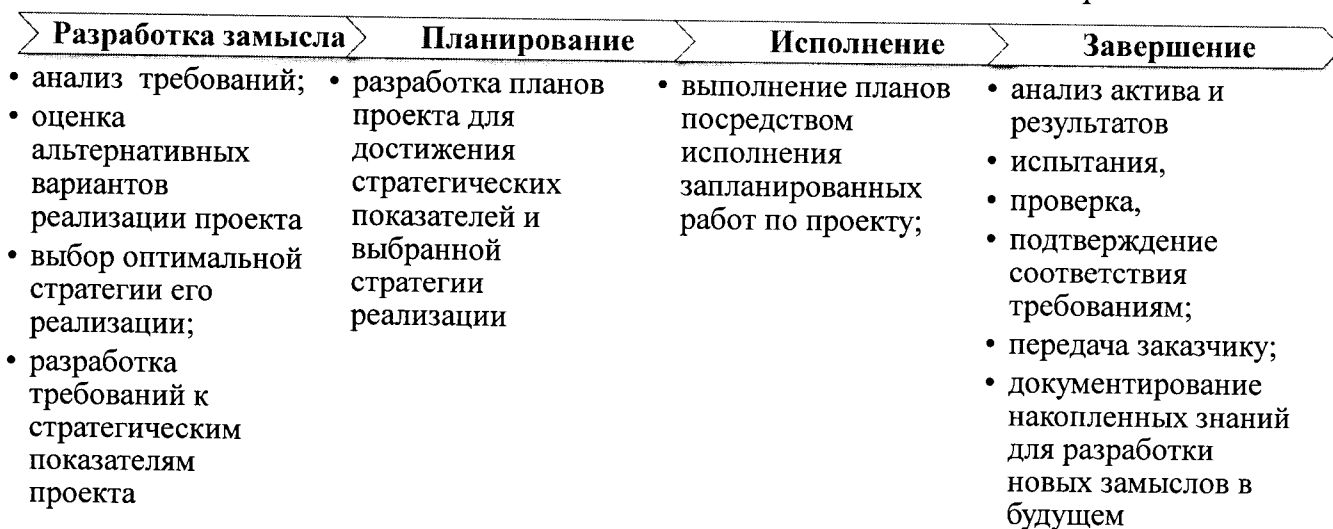 Разработка замысла
• анализ требований;
• оценка
альтернативных
вариантов
реализации проекта
• выбор оптимальной
стратегии его
реализации;
• разработка
требований к
стратегическим
показателям
проекта
Планирование
• разработка планов
проекта для
достижения
стратегических
показателей и
выбранной
стратегии
реализации
Исполнение
• выполнение планов
посредством
исполнения
запланированных
работ по проекту;
Завершение
• анализ актива и
результатов
• испытания,
• проверка,
• подтверждение
соответствия
требованиям;
• передача заказчику;
• документирование
накопленных знаний
для разработки
новых замыслов в
будущем